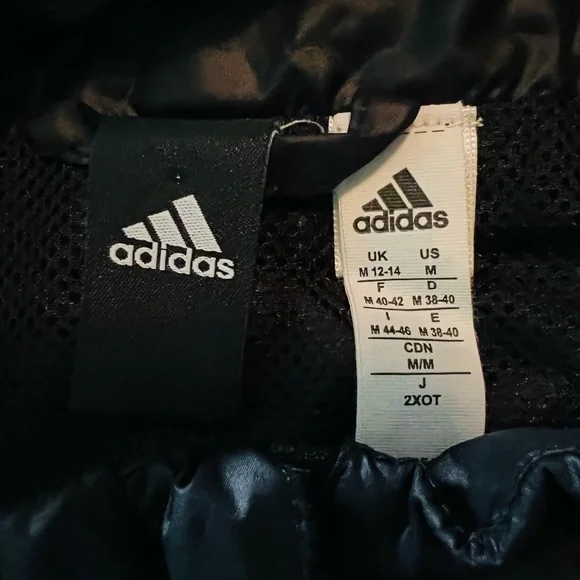 adidas
adidas
UK US
M 12-14 M
F D
M 40-42 M 38-40
I E
M 44-46 M 38-40
CDN
M/M
J
2XOT